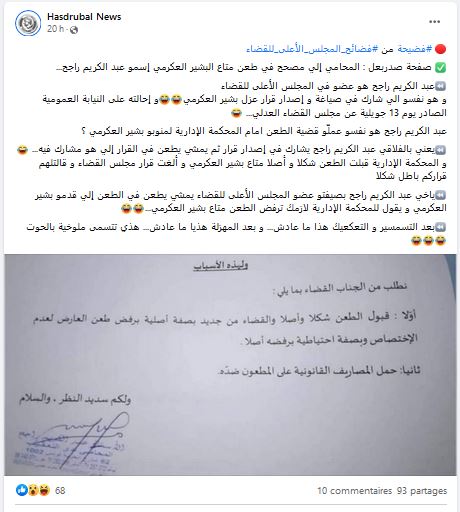 Hasdrubal News
20 h
🔴 #فضيحة من #فضائح_المجلس_الأعلى_للقضاء
✅ صفحة صدربعل : المحامي إلي مصحح في طعن متاع البشير العكرمي إسمو عبد الكريم راجح...
⏪عبد الكريم راجح هو عضو في المجلس الأعلى للقضاء
و هو نفسو الي شارك في صياغة و إصدار قرار عزل بشير العكرمي😂😂و إحالته على النيابة العمومية
الصادر يوم 13 جويلية عن مجلس القضاء العدلي... 😂
عبد الكريم راجح هو نفسو عملّو قضية الطعن امام المحكمة الإدارية لمنوبو بشير العكرمي ؟
⏪يعني بالفلاقي عبد الكريم راجح يشارك في إصدار قرار ثم يمشي يطعن في القرار إلي هو مشارك فيه... 😂
و المحكمة الإدارية قبلت الطعن شكلا و أصلا متاع بشير العكرمي و ألغت قرار مجلس القضاء و قالتلهم
قراركم باطل شكلا
⏪ياخي عبد الكريم راجح بصيفتو عضو المجلس الأعلى للقضاء يمشي يطعن في الطعن إلي قدمو بشير
العكرمي و يقول للمحكمة الإدارية لازمك ترفض الطعن متاع بشير العكرمي...😂😂
⏪بعد التسمسير و التعكعيك هذا ما عادش... و بعد المهزلة هذيا ما عادش... هذي تتسمى ملوخية بالحوت
😂😂😂
ولهذه الأسباب
نطلب من الجناب القضاء بما يلي :
أوّلا : قبول الطعن شكلا وأصلا والقضاء من جديد بصفة أصلية برفض طعن العارض لعدم
الإختصاص وبصفة احتياطية برفضه أصلا .
ثانيا: حمل المصاريف القانونية على المطعون ضدّه.
ولكم سديد النظر ، والسلام
68
10 commentaires 93 partages